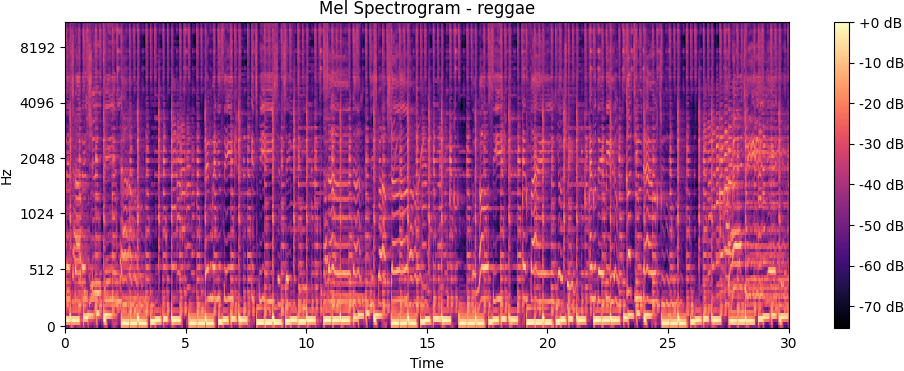 Mel Spectrogram - reggae
Hz
8192
4096
2048
1024
512
0
0 5 10 15 20 25 30
Time
+0 dB
-10 dB
-20 dB
-30 dB
-40 dB
-50 dB
-60 dB
-70 dB